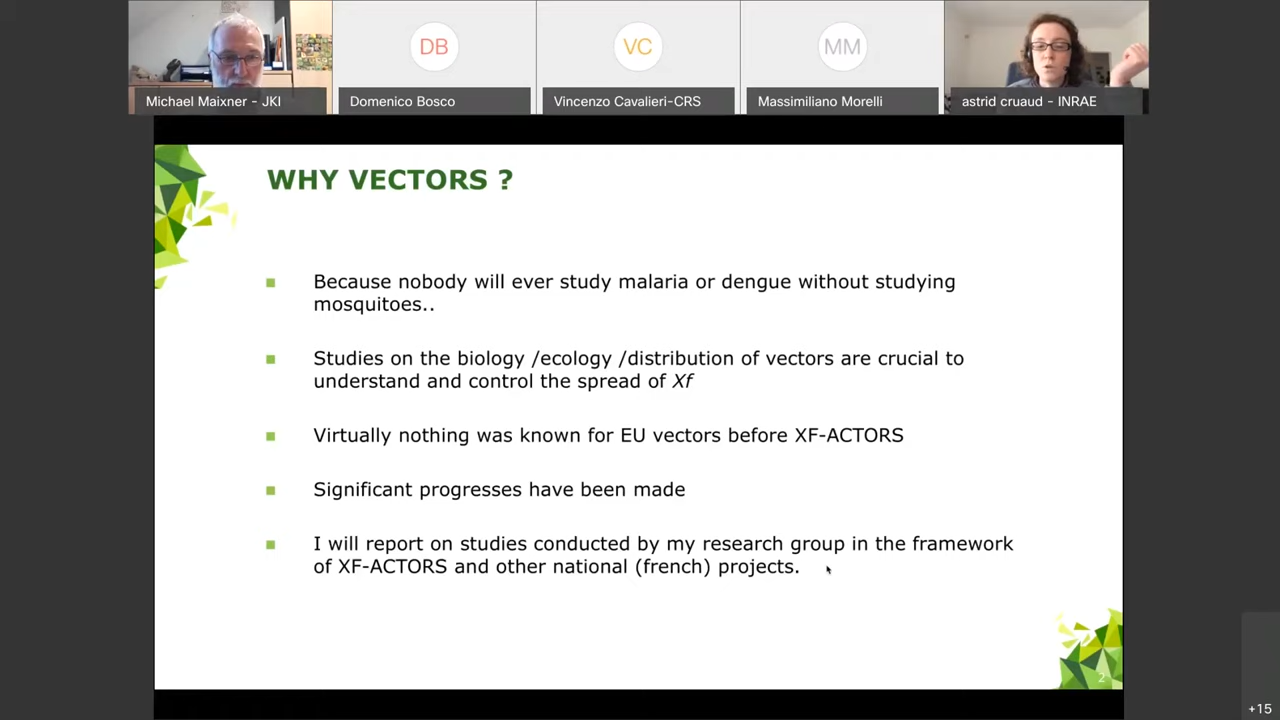 DB
VC
MM
Michael Maixner - JKI
Domenico Bosco
Vincenzo Cavalieri-CRS
Massimiliano Morelli
astrid cruaud - INRAE
WHY VECTORS ?
Because nobody will ever study malaria or dengue without studying
mosquitoes..
Studies on the biology /ecology /distribution of vectors are crucial to
understand and control the spread of Xf
Virtually nothing was known for EU vectors before XF-ACTORS
Significant progresses have been made
I will report on studies conducted by my research group in the framework
of XF-ACTORS and other national (french) projects.
2
+15